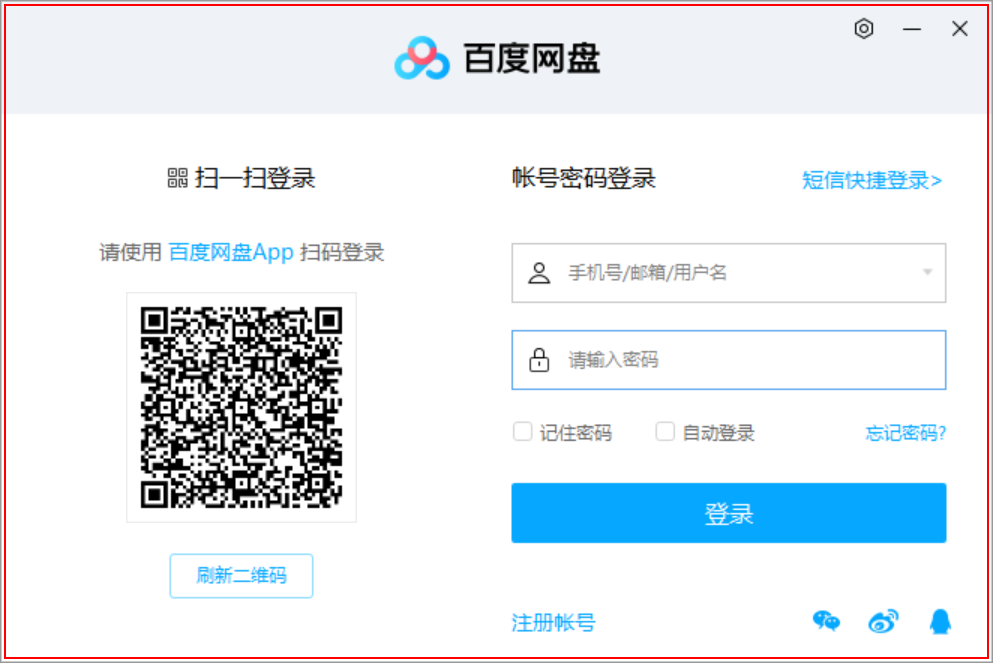 百度网盘
扫一扫登录
请使用 百度网盘App 扫码登录
刷新二维码
帐号密码登录
短信快捷登录>
手机号/邮箱/用户名
请输入密码
记住密码
自动登录
忘记密码?
登录
注册帐号